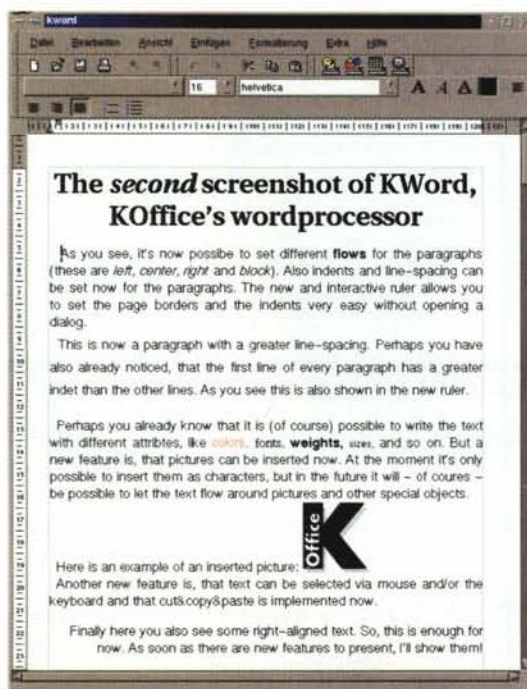 kword
Datei Bearbeiten Ansicht Einfügen Formatierung Extra Hilfe
16 helvetica A A A
The second screenshot of KWord,
KOffice's wordprocessor
As you see, it's now possibe to set different flows for the paragraphs
(these are left, center, right and block). Also indents and line-spacing can
be set now for the paragraphs. The new and interactive ruler allows you
to set the page borders and the indents very easy without opening a
dialog.
This is now a paragraph with a greater line-spacing. Perhaps you have
also already noticed, that the first line of every paragraph has a greater
indet than the other lines. As you see this is also shown in the new ruler.
Perhaps you already know that it is (of course) possible to write the text
with different attribtes, like colors, fonts, weights, sizes, and so on. But a
new feature is, that pictures can be inserted now. At the moment it's only
possible to insert them as characters, but in the future it will - of coures -
be possible to let the text flow around pictures and other special objects.
Office K
Here is an example of an inserted picture:
Another new feature is, that text can be selected via mouse and/or the
keyboard and that cut&copy&paste is implemented now.
Finally here you also see some right-aligned text. So, this is enough for
now. As soon as there are new features to present, I'll show them!